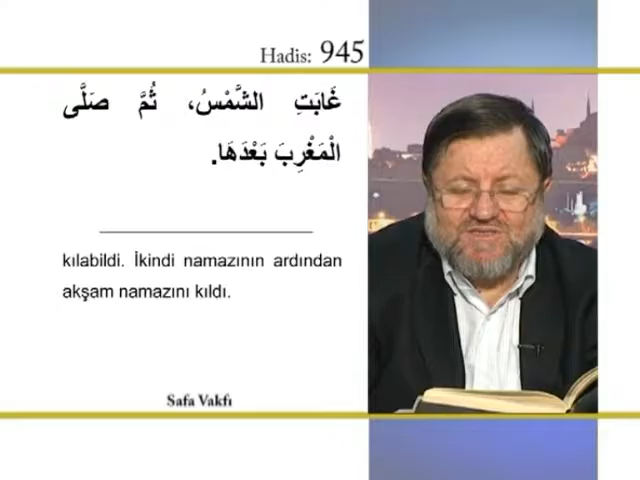 Hadis: 945
غَابَتِ الشَّمْسُ، ثُمَّ صَلَّى
الْمَغْرِبَ بَعْدَهَا.
kılabildi. İkindi namazının ardından
akşam namazını kıldı.
Safa Vakfı